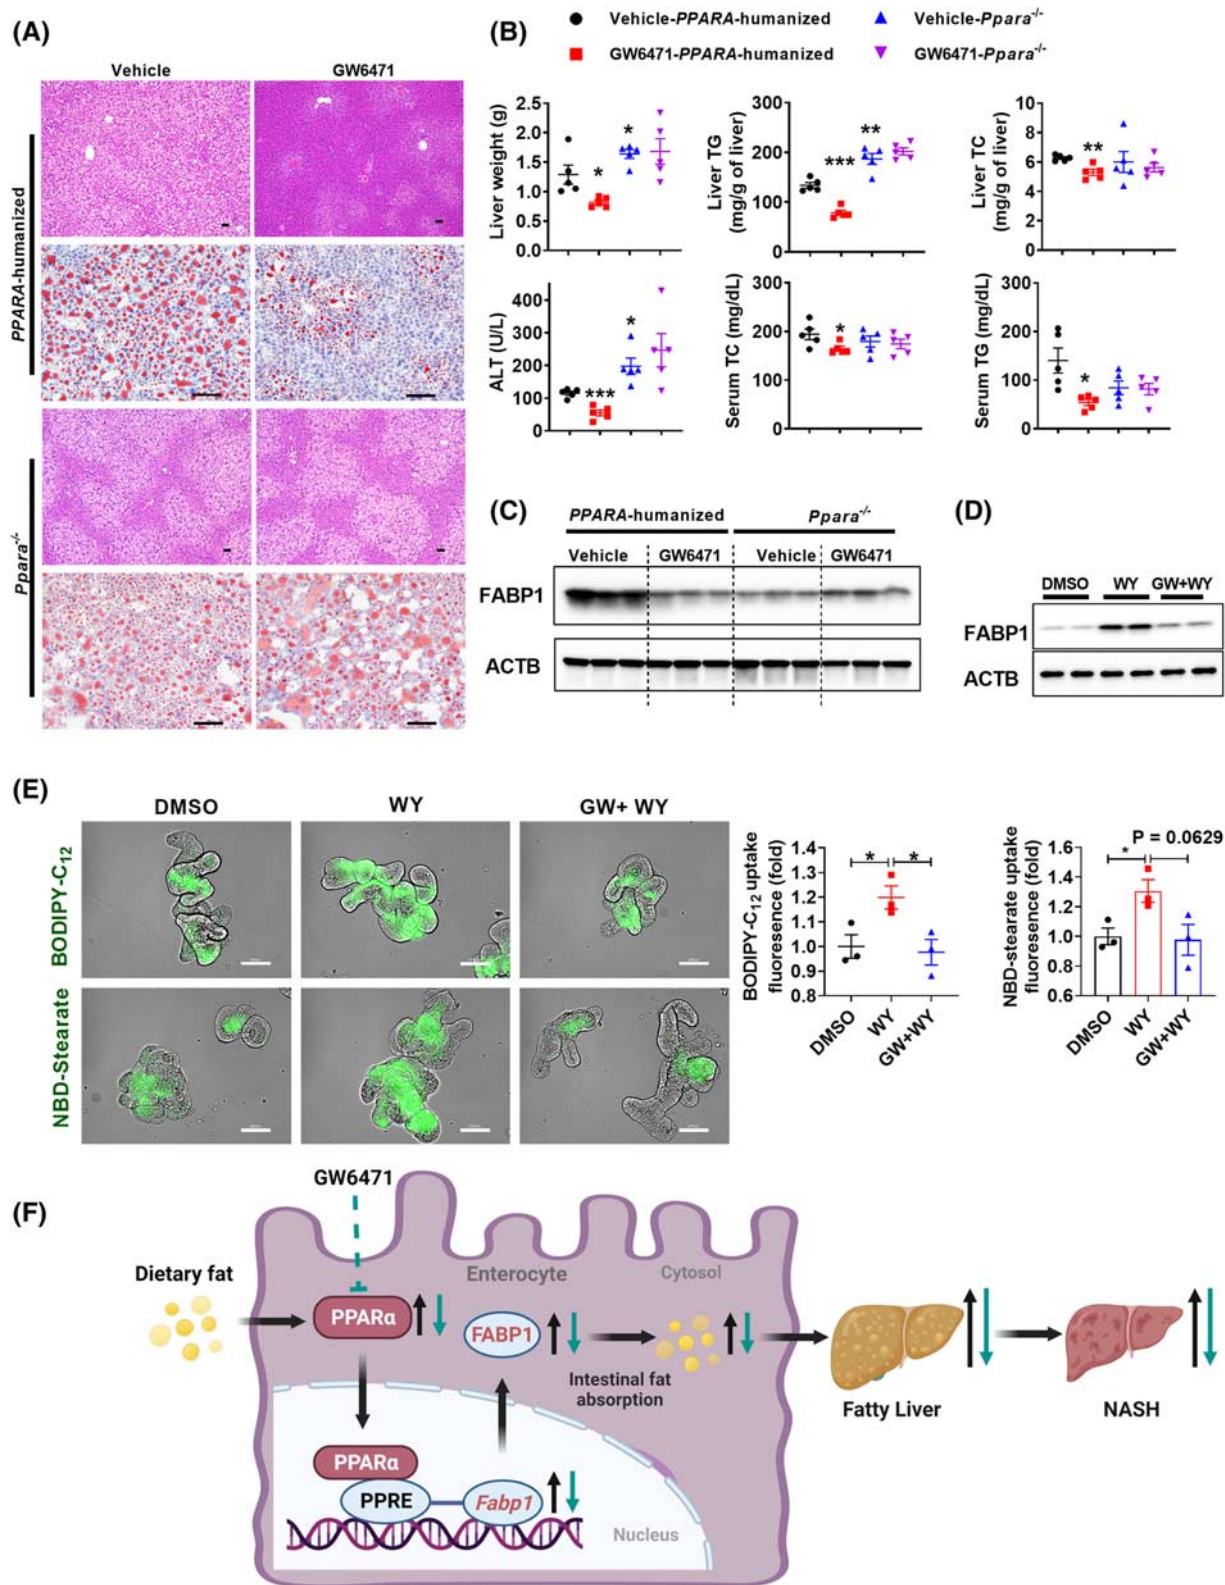 (A)
Vehicle
GW6471
PPARA-humanized
Ppara-/-
(B)
Vehicle-PPARA-humanized
Vehicle-Ppara-/-
GW6471-PPARA-humanized
GW6471-Ppara-/-
Liver weight (g)
2.5
2.0
1.5
1.0
0.5
0.0
*
*
Liver TG
(mg/g of liver)
300
200
100
0
***
**
Liver TC
(mg/g of liver)
10
8
6
4
2
0
**
ALT (U/L)
400
300
200
100
0
***
*
Serum TC (mg/dL)
300
200
100
0
*
Serum TG (mg/dL)
300
200
100
0
*
(C)
PPARA-humanized
Ppara-/-
Vehicle
GW6471
Vehicle
GW6471
FABP1
ACTB
(D)
DMSO
WY
GW+WY
FABP1
ACTB
(E)
DMSO
WY
GW+ WY
BODIPY-C12
NBD-Stearate
BODIPY-C12 uptake
fluoresence (fold)
1.4
1.3
1.2
1.1
1.0
0.9
0.8
*
*
DMSO
WY
GW+WY
NBD-stearate uptake
fluoresence (fold)
1.6
1.4
1.2
1.0
0.8
0.6
P = 0.0629
*
DMSO
WY
GW+WY
(F)
GW6471
Dietary fat
Enterocyte
Cytosol
PPARα
FABP1
Intestinal fat
absorption
Fatty Liver
NASH
PPARα
PPRE
Fabp1
Nucleus